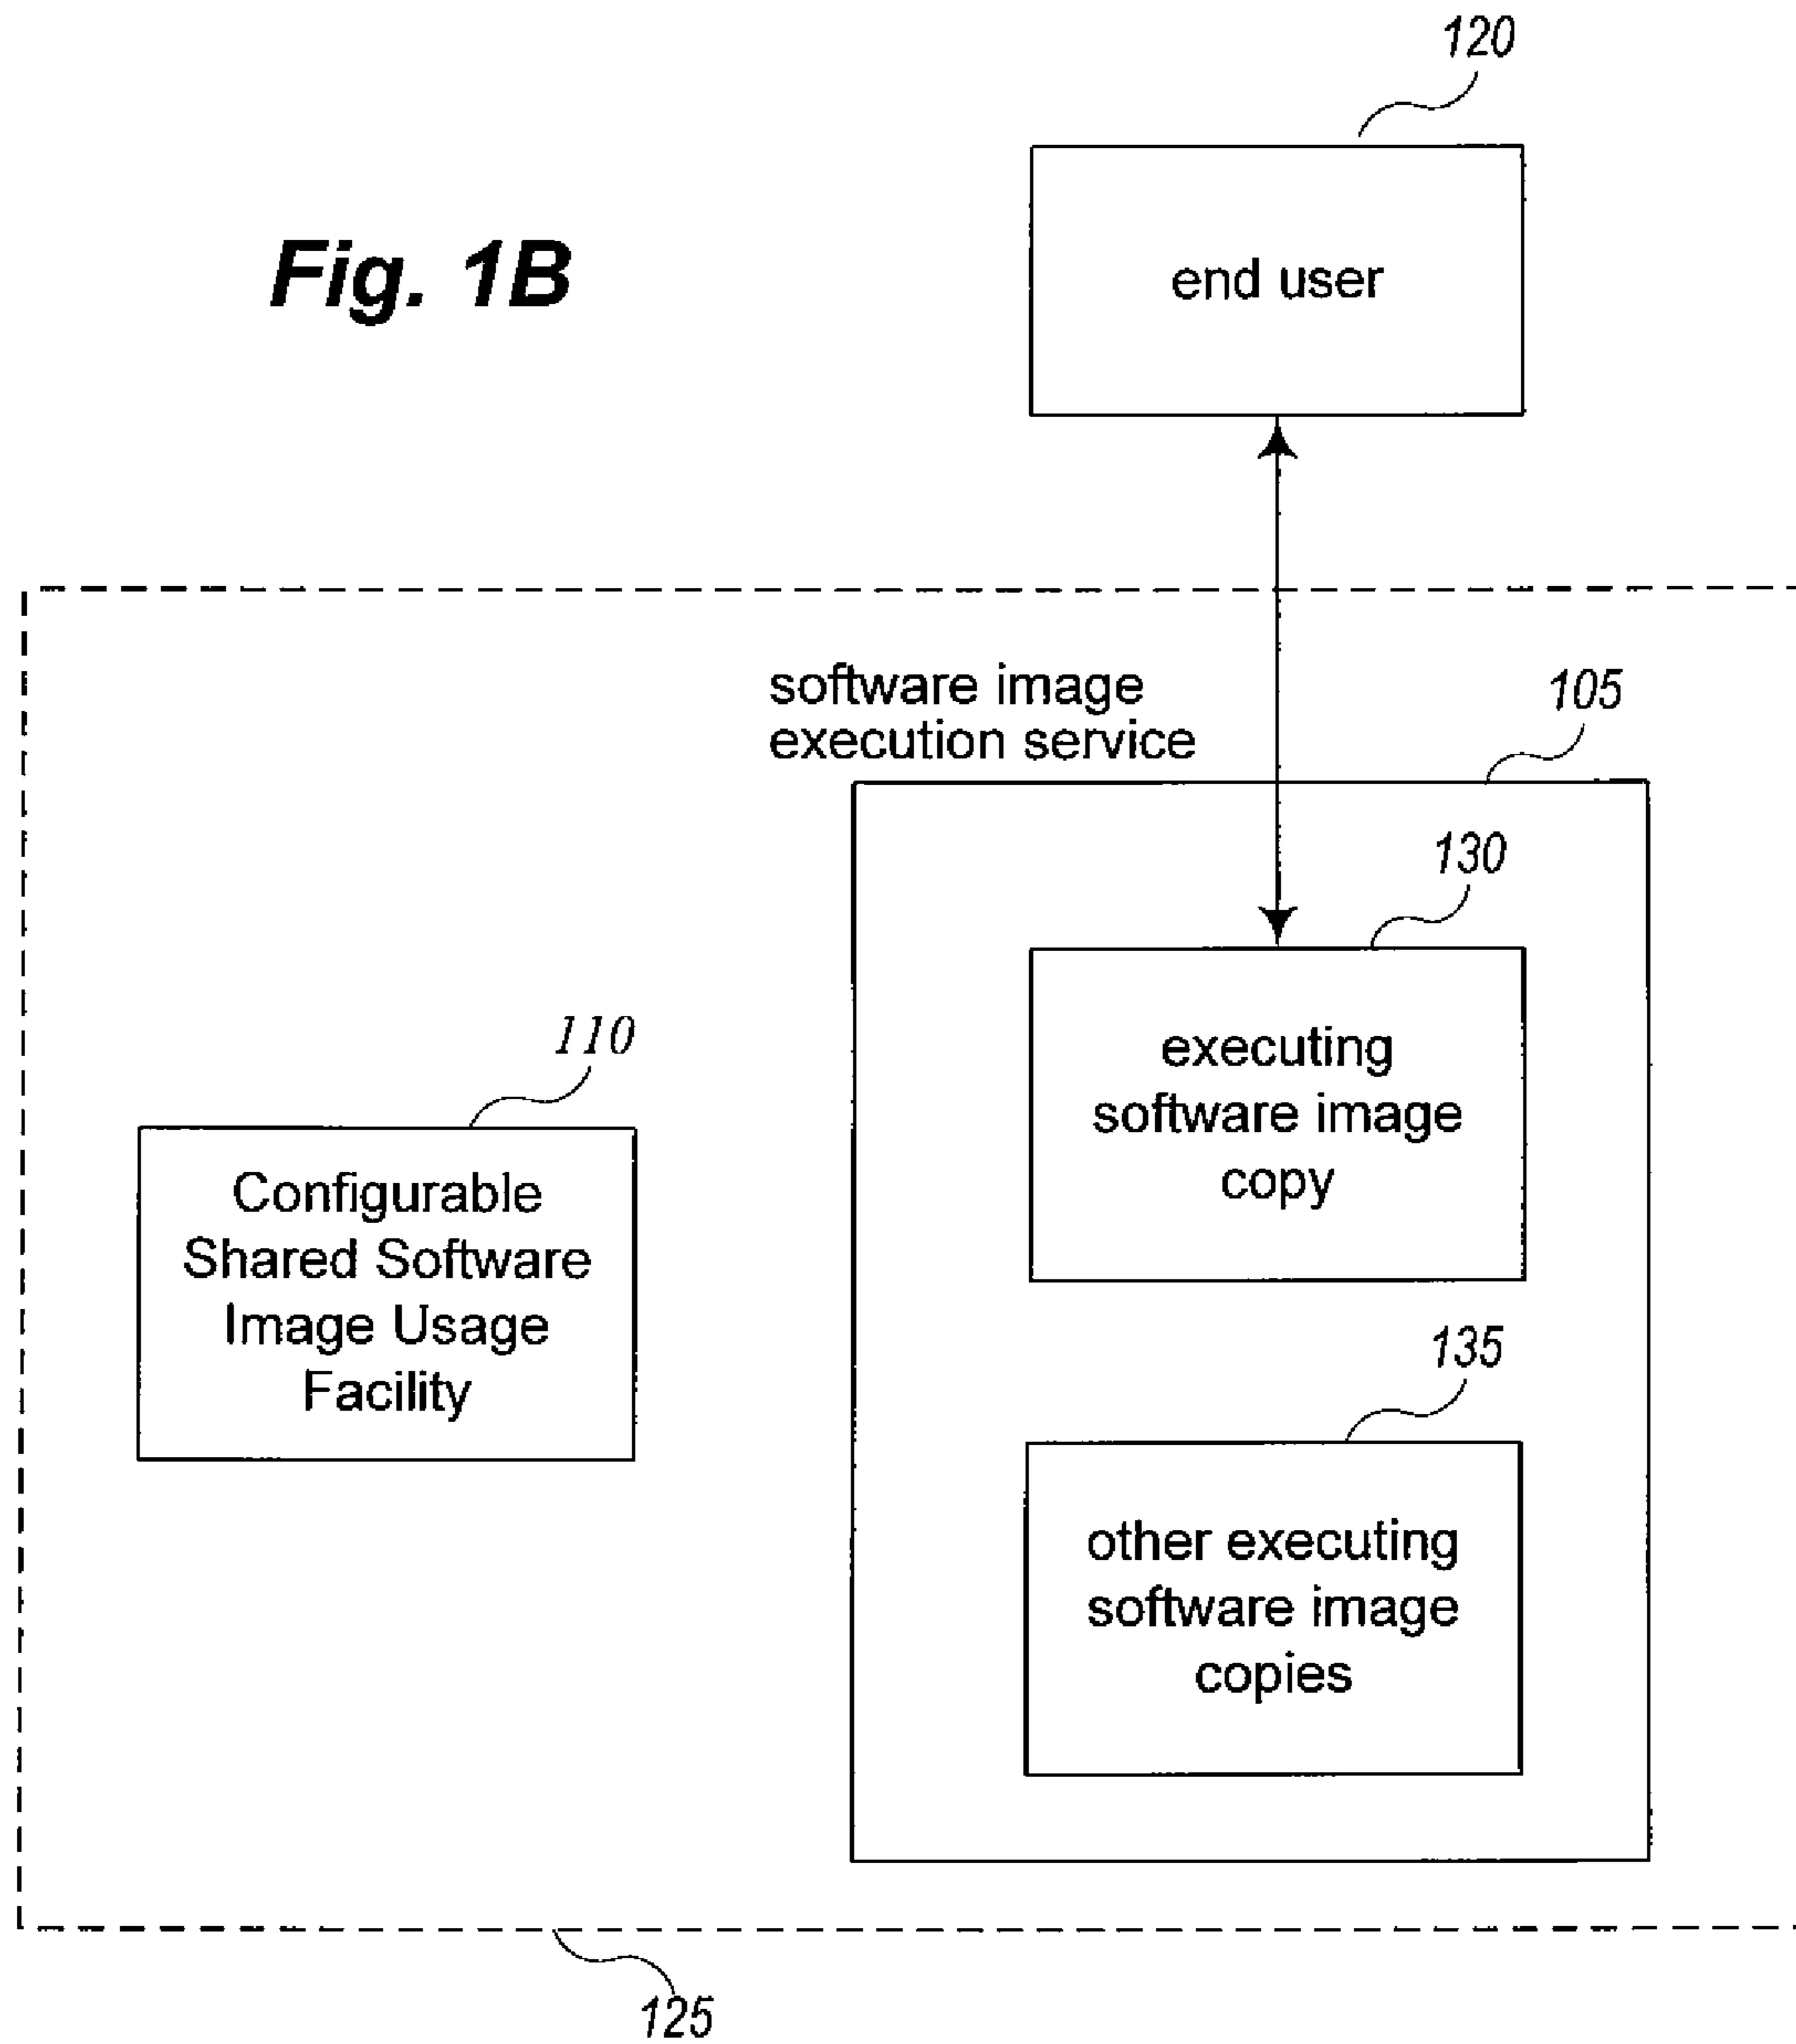 120
Fig. 1B
end user
software image
execution service
105
130
executing
software image
copy
110
Configurable
Shared Software
Image Usage
Facility
135
other executing
software image
copies
125